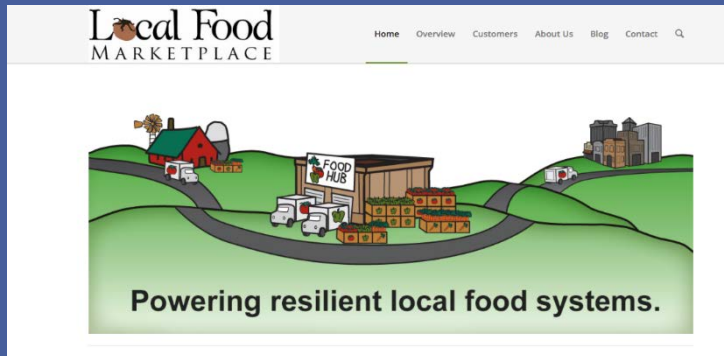 Local Food
MARKETPLACE
Home Overview Customers About Us Blog Contact
FOOD
HUB
Powering resilient local food systems.